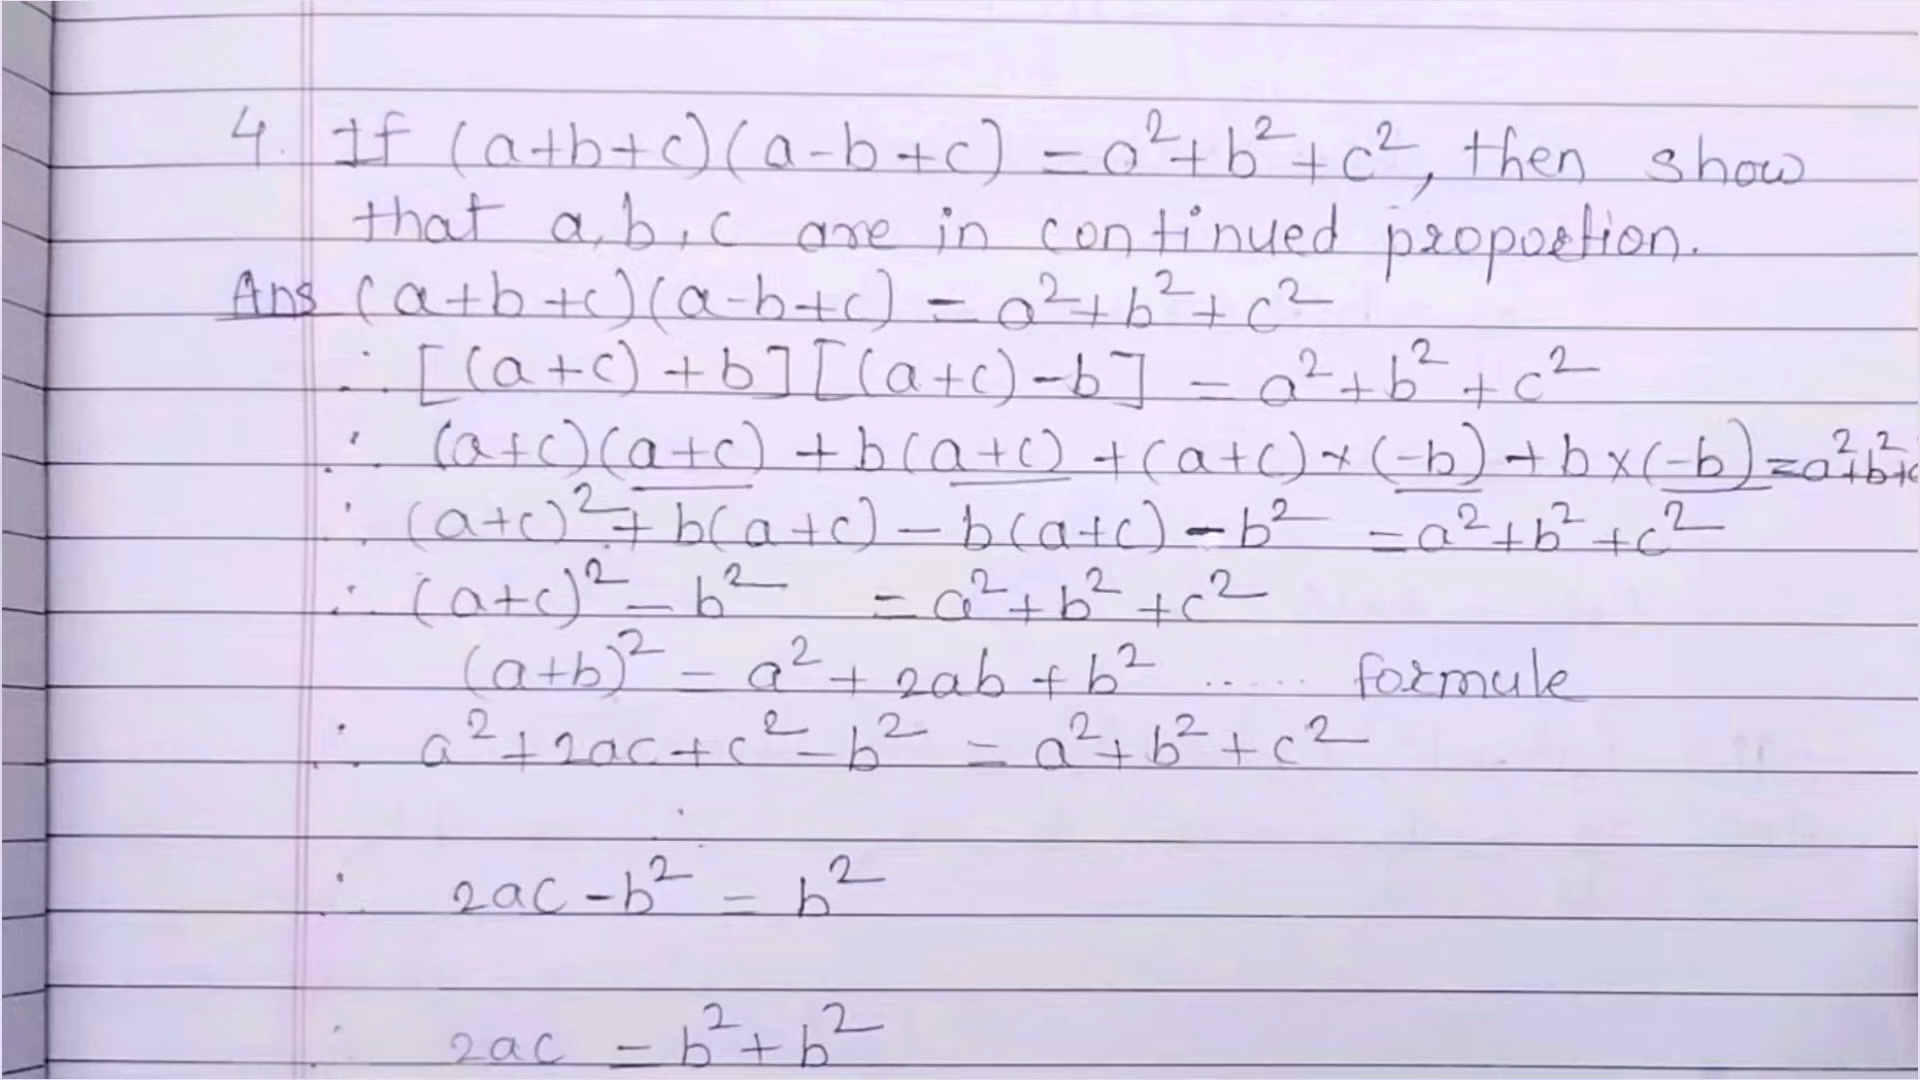 4. If (a+b+c)(a-b+c) = a²+b²+c², then show
that a, b, c are in continued proportion.
Ans (a+b+c)(a-b+c) = a²+b²+c²
∴ [(a+c)+b][(a+c)-b] = a²+b²+c²
∴ (a+c)(a+c) + b(a+c) + (a+c)×(-b) + b×(-b) = a²+b²+c
∴ (a+c)² + b(a+c) - b(a+c) - b² = a²+b²+c²
∴ (a+c)² - b² = a²+b²+c²
(a+b)² = a² + 2ab + b² ...... formule
∴ a²+2ac+c²-b² = a²+b²+c²
∴ 2ac-b² = b²
∴ 2ac = b²+b²